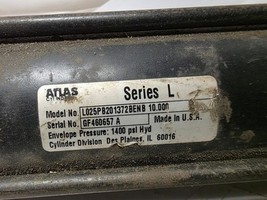 ATLAS
Series L
Model No. L025PB201372BENB 10.000
Serial No. GF460657 A
Made in U.S.A.
Envelope Pressure: 1400 psi Hyd
Cylinder Division Des Plaines, IL
60016